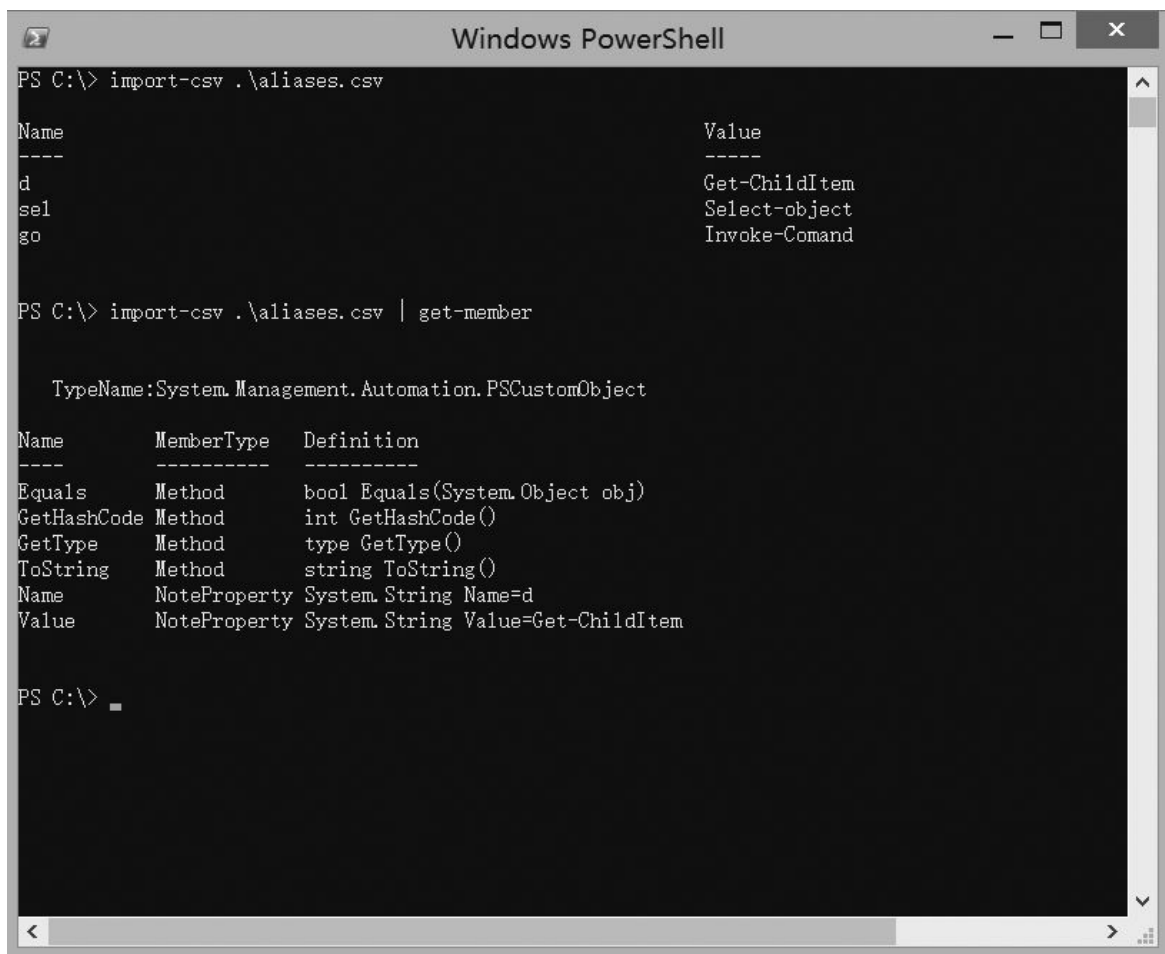 Windows PowerShell
PS C:\> import-csv .\aliases.csv
Name Value
---- -----
d Get-ChildItem
sel Select-object
go Invoke-Comand
PS C:\> import-csv .\aliases.csv | get-member
TypeName:System.Management.Automation.PSCustomObject
Name MemberType Definition
---- ---------- ----------
Equals Method bool Equals(System.Object obj)
GetHashCode Method int GetHashCode()
GetType Method type GetType()
ToString Method string ToString()
Name NoteProperty System.String Name=d
Value NoteProperty System.String Value=Get-ChildItem
PS C:\>